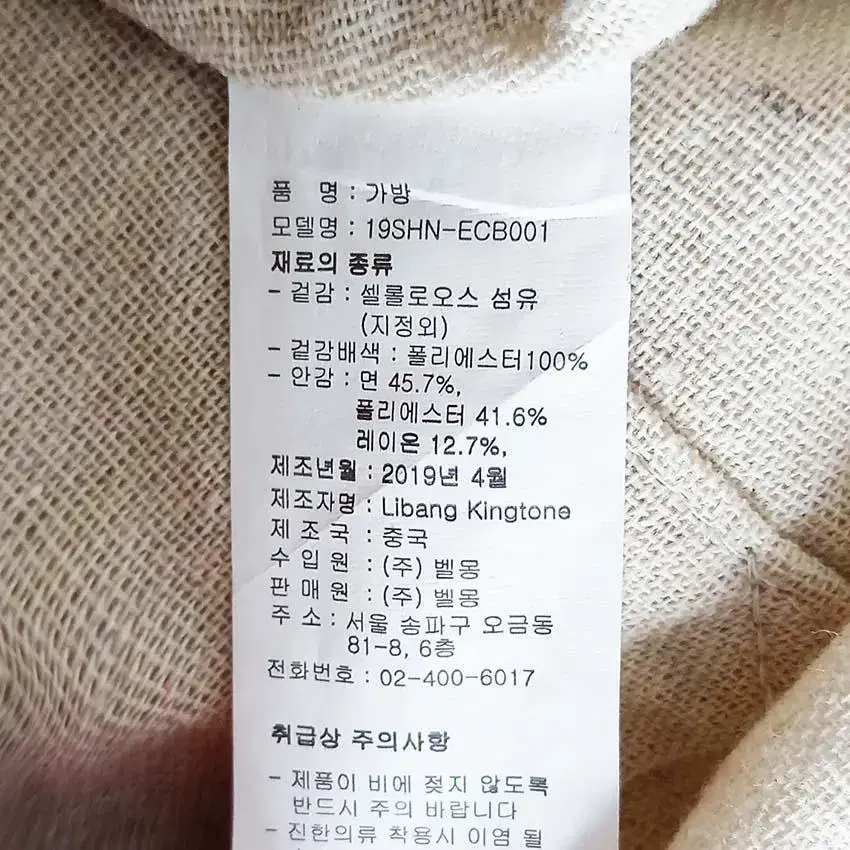 품 명 : 가방
모델명 : 19SHN-ECB001
재료의 종류
- 겉감 : 셀룰로오스 섬유
(지정외)
- 겉감배색 : 폴리에스터100%
- 안감 : 면 45.7%,
폴리에스터 41.6%
레이온 12.7%,
제조년월 : 2019년 4월
제조자명 : Libang Kingtone
제 조 국 : 중국
수 입 원 : (주) 벨몽
판 매 원 : (주) 벨몽
주 소 : 서울 송파구 오금동
81-8, 6층
전화번호 : 02-400-6017
취급상 주의사항
- 제품이 비에 젖지 않도록
반드시 주의 바랍니다
- 진한의류 착용시 이염 될